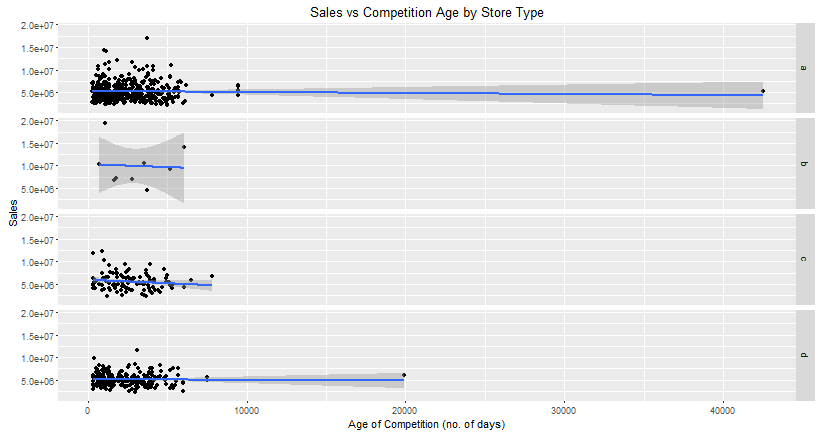 Sales vs Competition Age by Store Type
2.0e+07
1.5e+07
1.0e+07
5.0e+06
a
2.0e+07
1.5e+07
1.0e+07
5.0e+06
b
Sales
2.0e+07
1.5e+07
1.0e+07
5.0e+06
c
2.0e+07
1.5e+07
1.0e+07
5.0e+06
d
0 10000 20000 30000 40000
Age of Competition (no. of days)